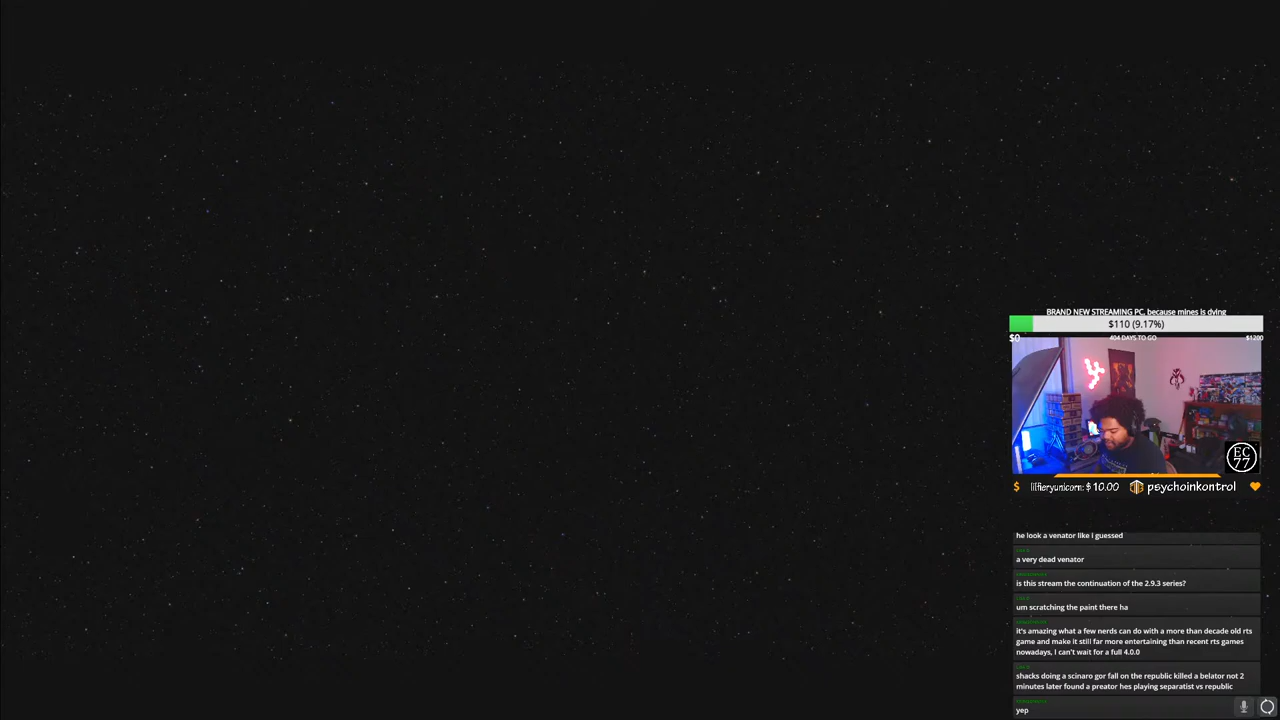 BRAND NEW STREAMING PC, because mines is dying
$110 (9.17%)
$0
404 DAYS TO GO
$1200
EC
77
$ lilfieryunicorn: $10.00
psychoinkontrol
he look a venator like i guessed
a very dead venator
is this stream the continuation of the 2.9.3 series?
um scratching the paint there ha
it's amazing what a few nerds can do with a more than decade old rts
game and make it still far more entertaining than recent rts games
nowadays, I can't wait for a full 4.0.0
shacks doing a scinaro gor fall on the republic killed a belator not 2
minutes later found a preator hes playing separatist vs republic
yep